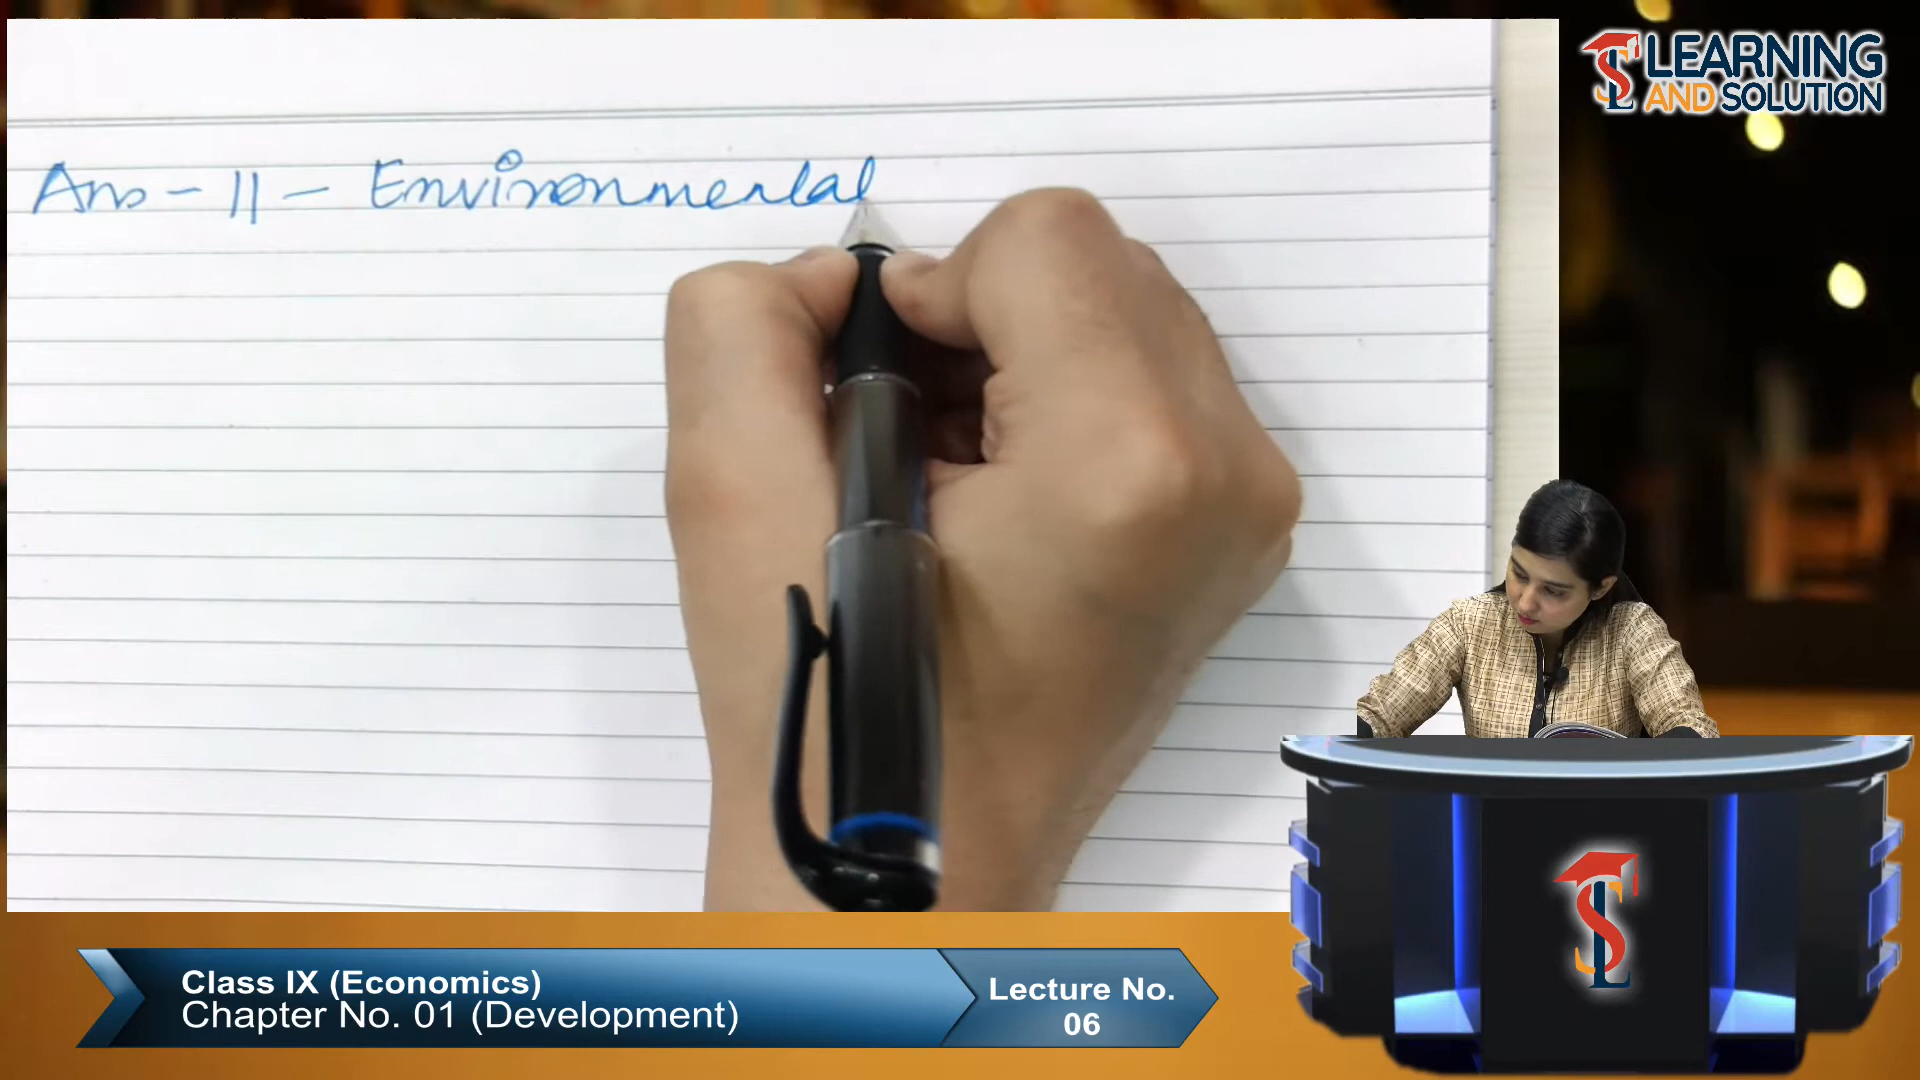 LEARNING
AND SOLUTION
Ans - 11 - Environmental
Class IX (Economics)
Chapter No. 01 (Development)
Lecture No.
06